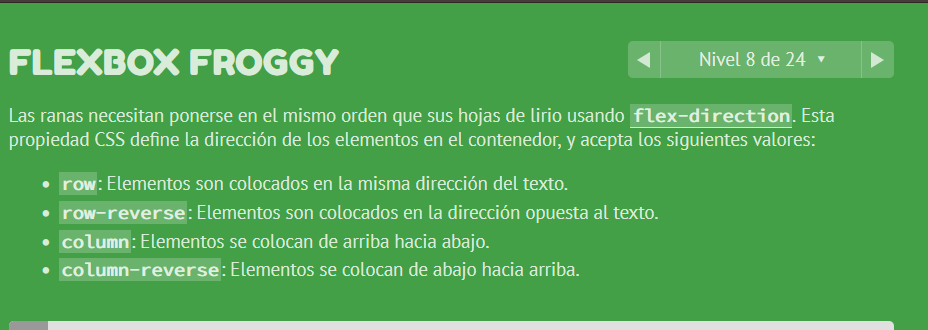 FLEXBOX FROGGY
Nivel 8 de 24
Las ranas necesitan ponerse en el mismo orden que sus hojas de lirio usando flex-direction. Esta
propiedad CSS define la dirección de los elementos en el contenedor, y acepta los siguientes valores:
row: Elementos son colocados en la misma dirección del texto.
row-reverse: Elementos son colocados en la dirección opuesta al texto.
column: Elementos se colocan de arriba hacia abajo.
column-reverse: Elementos se colocan de abajo hacia arriba.